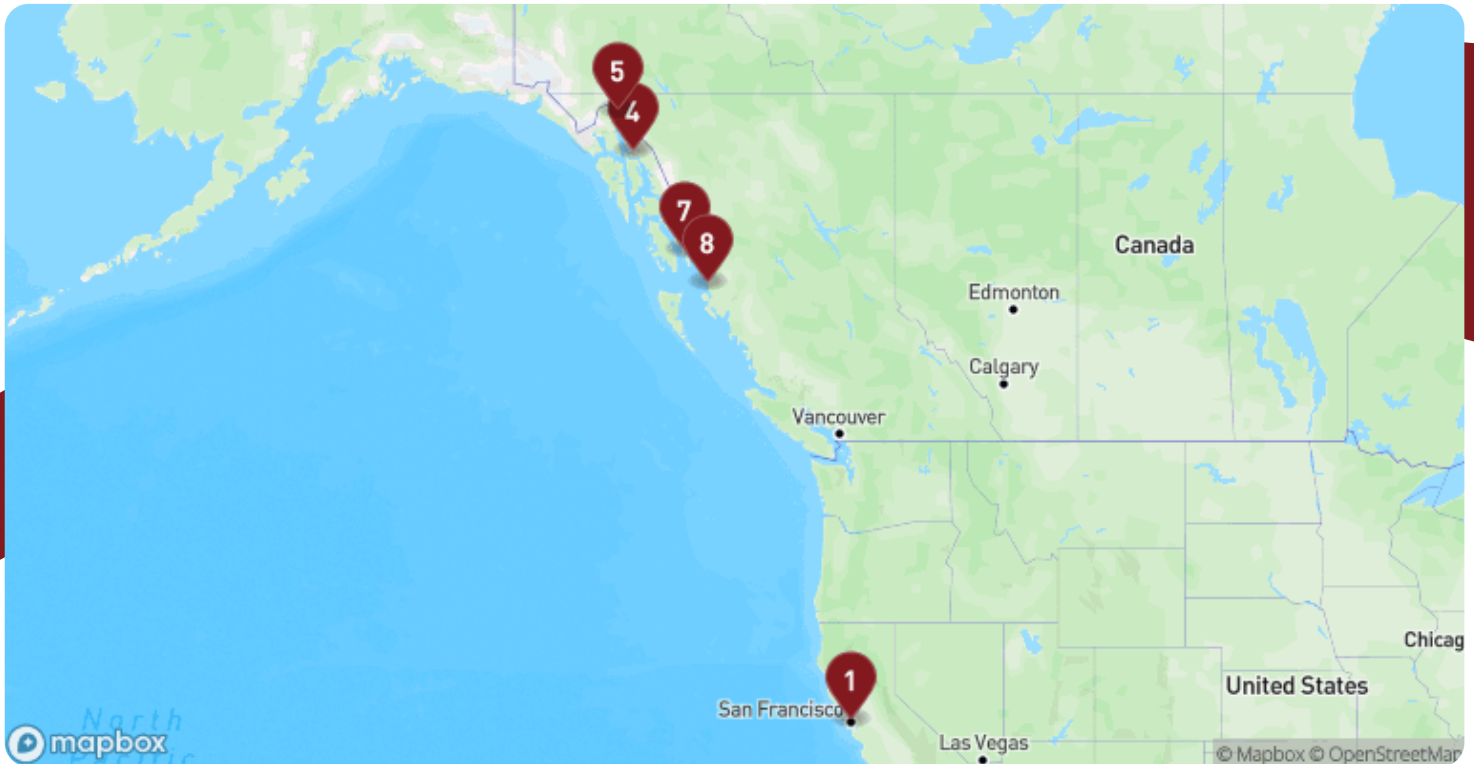 5
4
7
8
Canada
Edmonton
Calgary
Vancouver
Chicag
1
United States
San Francisco
North
Pacific
Las Vegas
mapbox
© Mapbox © OpenStreetMap